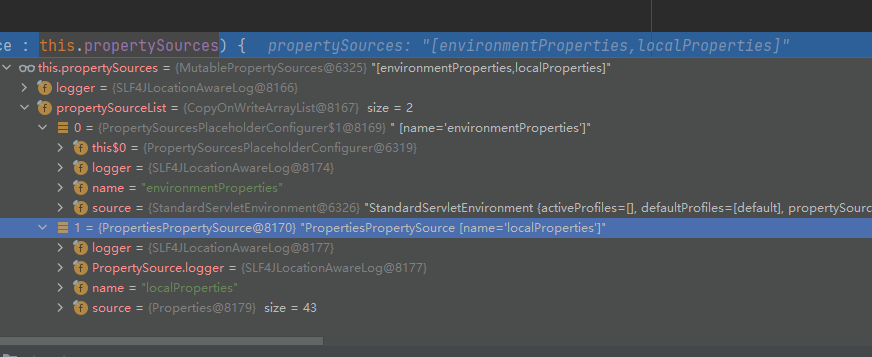 ce : this.propertySources) {   propertySources: "[environmentProperties,localProperties]"
this.propertySources = {MutablePropertySources@6325} "[environmentProperties,localProperties]"
logger = {SLF4JLocationAwareLog@8166}
propertySourceList = {CopyOnWriteArrayList@8167} size = 2
0 = {PropertySourcesPlaceholderConfigurer$1@8169} " [name='environmentProperties']"
this$0 = {PropertySourcesPlaceholderConfigurer@6319}
logger = {SLF4JLocationAwareLog@8174}
name = "environmentProperties"
source = {StandardServletEnvironment@6326} "StandardServletEnvironment {activeProfiles=[], defaultProfiles=[default], propertySourc
1 = {PropertiesPropertySource@8170} "PropertiesPropertySource [name='localProperties']"
logger = {SLF4JLocationAwareLog@8177}
PropertySource.logger = {SLF4JLocationAwareLog@8177}
name = "localProperties"
source = {Properties@8179} size = 43